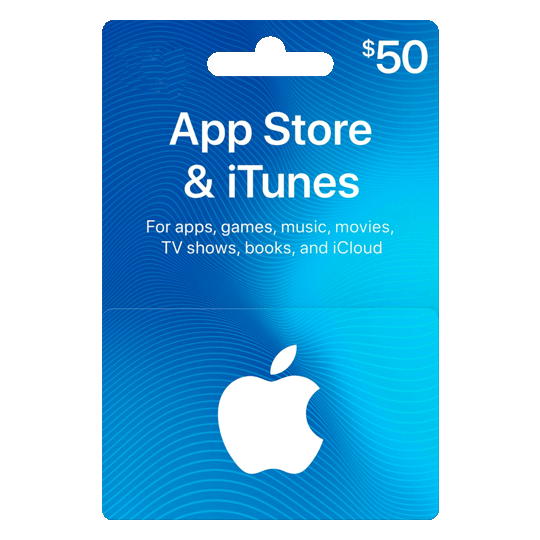 $50
App Store
& iTunes
For apps, games, music, movies,
TV shows, books, and iCloud